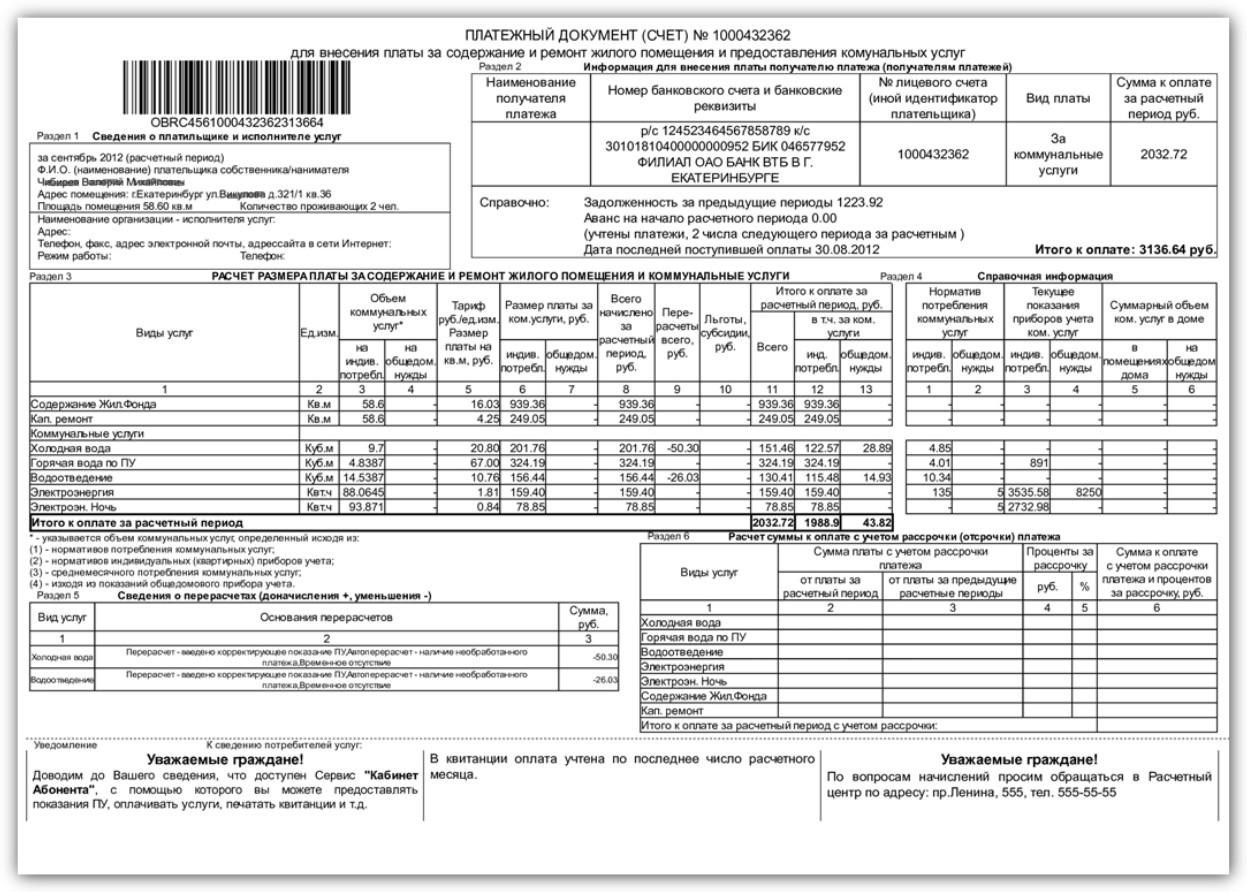 ПЛАТЕЖНЫЙ ДОКУМЕНТ (СЧЕТ) № 1000432362
для внесения платы за содержание и ремонт жилого помещения и предоставления комунальных услуг
OBRC4561000432362313664
Раздел 1 Сведения о платильщике и исполнителе услуг
за сентябрь 2012 (расчетный период)
Ф.И.О. (наименование) плательщика собственника/нанимателя
Адрес помещения: г.Екатеринбург ул.Викулова д.321/1 кв.36
Площадь помещения 58.60 кв.м Количество проживающих 2 чел.
Наименование организации - исполнителя услуг:
Адрес:
Телефон, факс, адрес электронной почты, адрессайта в сети Интернет:
Режим работы: Телефон:
Раздел 2 Информация для внесения платы получателю платежа (получателям платежей)
Наименование получателя платежа
Номер банковского счета и банковские реквизиты
№ лицевого счета (иной идентификатор плательщика)
Вид платы
Сумма к оплате за расчетный период руб.
р/с 124523464567858789 к/с
30101810400000000952 БИК 046577952
ФИЛИАЛ ОАО БАНК ВТБ В Г.
ЕКАТЕРИНБУРГЕ
1000432362
За коммунальные услуги
2032.72
Справочно: Задолженность за предыдущие периоды 1223.92
Аванс на начало расчетного периода 0.00
(учтены платежи, 2 числа следующего периода за расчетным )
Дата последней поступившей оплаты 30.08.2012 Итого к оплате: 3136.64 руб.
Раздел 3 РАСЧЕТ РАЗМЕРА ПЛАТЫ ЗА СОДЕРЖАНИЕ И РЕМОНТ ЖИЛОГО ПОМЕЩЕНИЯ И КОММУНАЛЬНЫЕ УСЛУГИ
Виды услуг
Ед.изм.
Объем коммунальных услуг*
на индив. потребл.
на общедом. нужды
Тариф руб./ед.изм. Размер платы на кв.м, руб.
Размер платы за ком.услуги, руб.
индив. потребл.
общедом. нужды
Всего начислено за расчетный период, руб.
Пере-расчеты всего, руб.
Льготы, субсидии, руб.
Итого к оплате за расчетный период, руб.
Всего
в т.ч. за ком. услуги
инд. потребл.
общедом. нужды
1 2 3 4 5 6 7 8 9 10 11 12 13
Содержание Жил.Фонда Кв.м 58.6 - 16.03 939.36 - 939.36 - - 939.36 939.36 -
Кап. ремонт Кв.м 58.6 - 4.25 249.05 - 249.05 - - 249.05 249.05 -
Коммунальные услуги
Холодная вода Куб.м 9.7 - 20.80 201.76 - 201.76 -50.30 - 151.46 122.57 28.89
Горячая вода по ПУ Куб.м 4.8387 - 67.00 324.19 - 324.19 - - 324.19 324.19 -
Водоотведение Куб.м 14.5387 - 10.76 156.44 - 156.44 -26.03 - 130.41 115.48 14.93
Электроэнергия Квт.ч 88.0645 - 1.81 159.40 - 159.40 - - 159.40 159.40 -
Электроэн. Ночь Квт.ч 93.871 - 0.84 78.85 - 78.85 - - 78.85 78.85 -
Итого к оплате за расчетный период 2032.72 1988.9 43.82
Раздел 4 Справочная информация
Норматив потребления коммунальных услуг
индив. потребл.
общедом. нужды
Текущее показания приборов учета ком. услуг
индив. потребл.
общедом. нужды
Суммарный объем ком. услуг в доме
в помещениях дома
на общедом нужды
1 2 3 4 5 6
- - - - - -
- - - - - -
4.85 - - - - -
4.01 - 891 - - -
10.34 - - - - -
135 5 3535.58 8250 - -
- 5 2732.98 - - -
* - указывается объем коммунальных услуг, определенный исходя из:
(1) - нормативов потребления коммунальных услуг;
(2) - нормативов индивидуальных (квартирных) приборов учета;
(3) - среднемесячного потребления коммунальных услуг;
(4) - изходя из показаний общедомового прибора учета.
Раздел 5 Сведения о перерасчетах (доначисления +, уменьшения -)
Вид услуг Основания перерасчетов Сумма, руб.
1 2 3
Холодная вода Перерасчет - введено корректирующее показание ПУ,Автоперерасчет - наличие необработанного платежа,Временное отсутствие -50.30
Водоотведение Перерасчет - введено корректирующее показание ПУ,Автоперерасчет - наличие необработанного платежа,Временное отсутствие -26.03
Раздел 6 Расчет суммы к оплате с учетом рассрочки (отсрочки) платежа
Виды услуг
Сумма платы с учетом рассрочки платежа
от платы за расчетный период
от платы за предыдущие расчетные периоды
Проценты за рассрочку
руб. %
Сумма к оплате с учетом рассрочки платежа и процентов за рассрочку, руб.
1 2 3 4 5 6
Холодная вода
Горячая вода по ПУ
Водоотведение
Электроэнергия
Электроэн. Ночь
Содержание Жил.Фонда
Кап. ремонт
Итого к оплате за расчетный период с учетом рассрочки:
Уведомление К сведению потребителей услуг:
Уважаемые граждане!
Доводим до Вашего сведения, что доступен Сервис "Кабинет
Абонента", с помощью которого вы можете предоставлять
показания ПУ, оплачивать услуги, печатать квитанции и т.д.
В квитанции оплата учтена по последнее число расчетного
месяца.
Уважаемые граждане!
По вопросам начислений просим обращаться в Расчетный
центр по адресу: пр.Ленина, 555, тел. 555-55-55